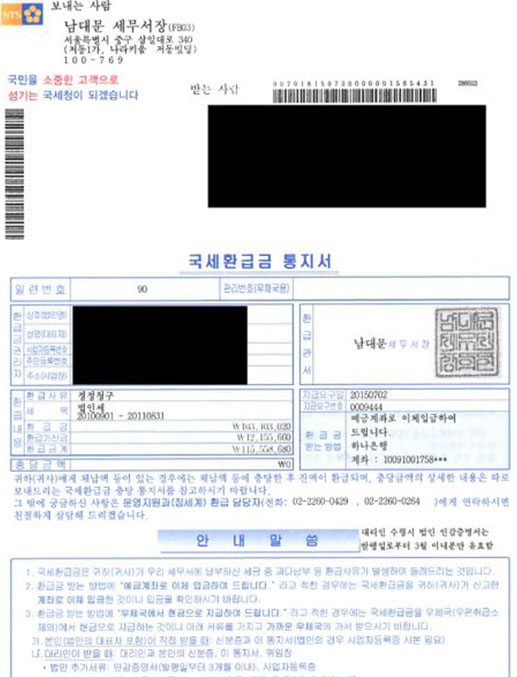 NTS
보내는 사람
남대문 세무서장(FB03)
서울특별시 중구 삼일대로 340
(저동1가, 나라키움 저동빌딩)
100-769
국민을 소중한 고객으로
섬기는 국세청이 되겠습니다
받는 사람
국세환급금 통지서
일련번호 90 관리번호(우체국용)
환급금권리자
상호(법인명)
성명(대표자)
사업자등록번호
주민등록번호
주소(사업장)
환급관서 남대문세무서장
환급내용
환급사유 경정청구
세목 법인세
20100901 - 20110831
환급금 ₩103,403,020
환급가산금 ₩12,155,660
환급금계 ₩115,558,680
충당금액 ₩0
지급요구일 20150702
지급요구번호 0009444
환급금 받는방법
예금계좌로 이체입금하여
드립니다.
하나은행
계좌 : 10091001758***
귀하(귀사)에게 체납액 등이 있는 경우에는 체납액 등에 충당한 후 잔액이 환급되며, 충당금액의 상세한 내용은 따로
보내드리는 국세환급금 충당 통지서를 참고하시기 바랍니다.
그 밖에 궁금하신 사항은 운영지원과(징세계) 환급 담당자(전화: 02-2260-0429 , 02-2260-0264 )에게 연락하시면
친절하게 상담해 드리겠습니다.
안 내 말 씀
대리인 수령시 법인 인감증명서는
발행일로부터 3월 이내분만 유효함
1. 국세환급금은 귀하(귀사)가 우리 세무서에 납부하신 세금 중 과다납부 등 환급사유가 발생하여 돌려드리는 것입니다.
2. 환급금 받는 방법에 "예금계좌로 이체 입금하여 드립니다." 라고 적힌 경우에는 국세환급금을 귀하(귀사)가 신고한
계좌로 이체 입금한 것이니 입금을 확인하시기 바랍니다.
3. 환급금 받는 방법에 "우체국에서 현금으로 지급하여 드립니다." 라고 적힌 경우에는 국세환급금을 우체국(우편취급소
제외)에서 현금으로 지급하는 것이니 아래 서류를 가지고 가까운 우체국에 가서 받으시기 바랍니다.
가. 본인(법인의 대표자 포함)이 직접 받을 때: 신분증과 이 통지서(법인의 경우 사업자등록증 사본 필요)
나. 대리인이 받을 때: 대리인과 본인의 신분증, 이 통지서, 위임장
• 법인 추가서류: 인감증명서(발행일부터 3개월 이내), 사업자등록증